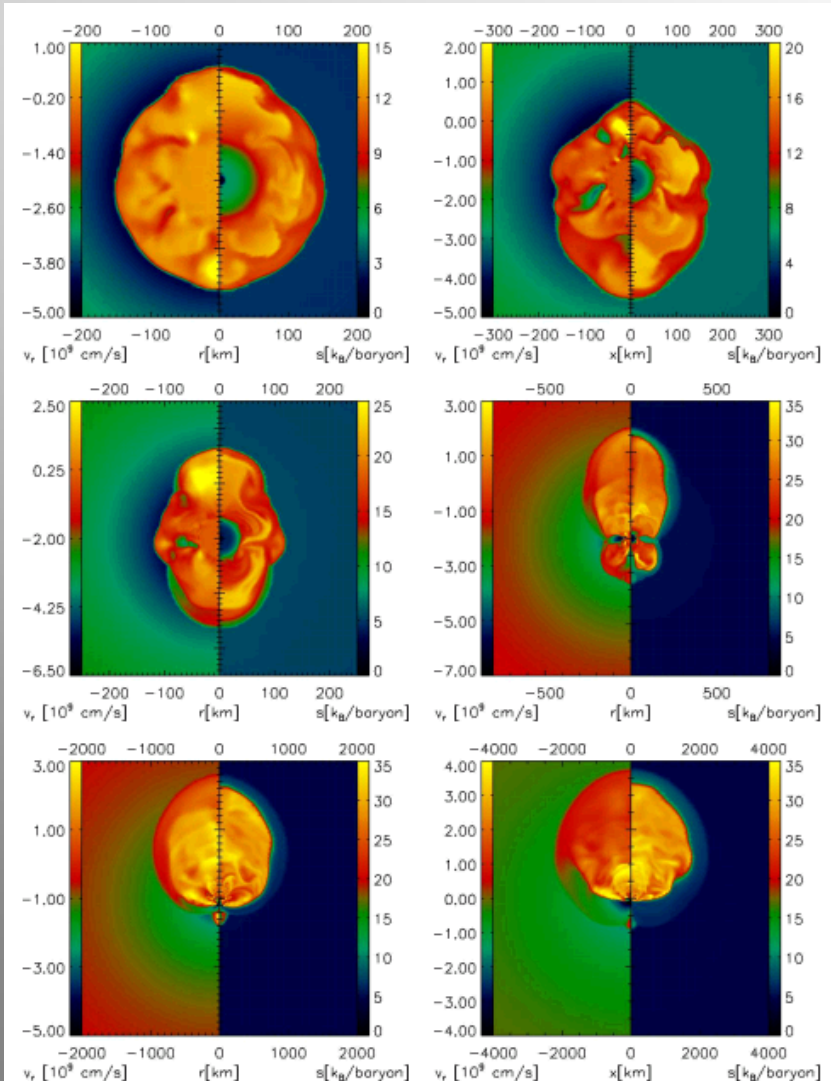 -200 -100 0 100 200
1.00 15
-0.20 12
-1.40 9
-2.60 6
-3.80 3
-5.00 0
-200 -100 0 100 200
v_r [10^9 cm/s] r[km] s[k_B/baryon]
-300 -200 -100 0 100 200 300
2.00 20
1.00
0.00 16
-1.00 12
-2.00 8
-3.00
-4.00 4
-5.00 0
-300 -200 -100 0 100 200 300
v_r [10^9 cm/s] x[km] s[k_B/baryon]
-200 -100 0 100 200
2.50 25
0.25 20
15
-2.00
10
-4.25 5
-6.50 0
-200 -100 0 100 200
v_r [10^9 cm/s] r[km] s[k_B/baryon]
-500 0 500
3.00 35
30
1.00 25
-1.00 20
15
-3.00 10
-5.00 5
-7.00 0
-500 0 500
v_r [10^9 cm/s] r[km] s[k_B/baryon]
-2000 -1000 0 1000 2000
3.00 35
30
1.00 25
20
-1.00 15
10
-3.00 5
-5.00 0
-2000 -1000 0 1000 2000
v_r [10^9 cm/s] r[km] s[k_B/baryon]
-4000 -2000 0 2000 4000
4.00 35
3.00 30
2.00 25
1.00 20
0.00
-1.00 15
-2.00 10
-3.00 5
-4.00 0
-4000 -2000 0 2000 4000
v_r [10^9 cm/s] x[km] s[k_B/baryon]